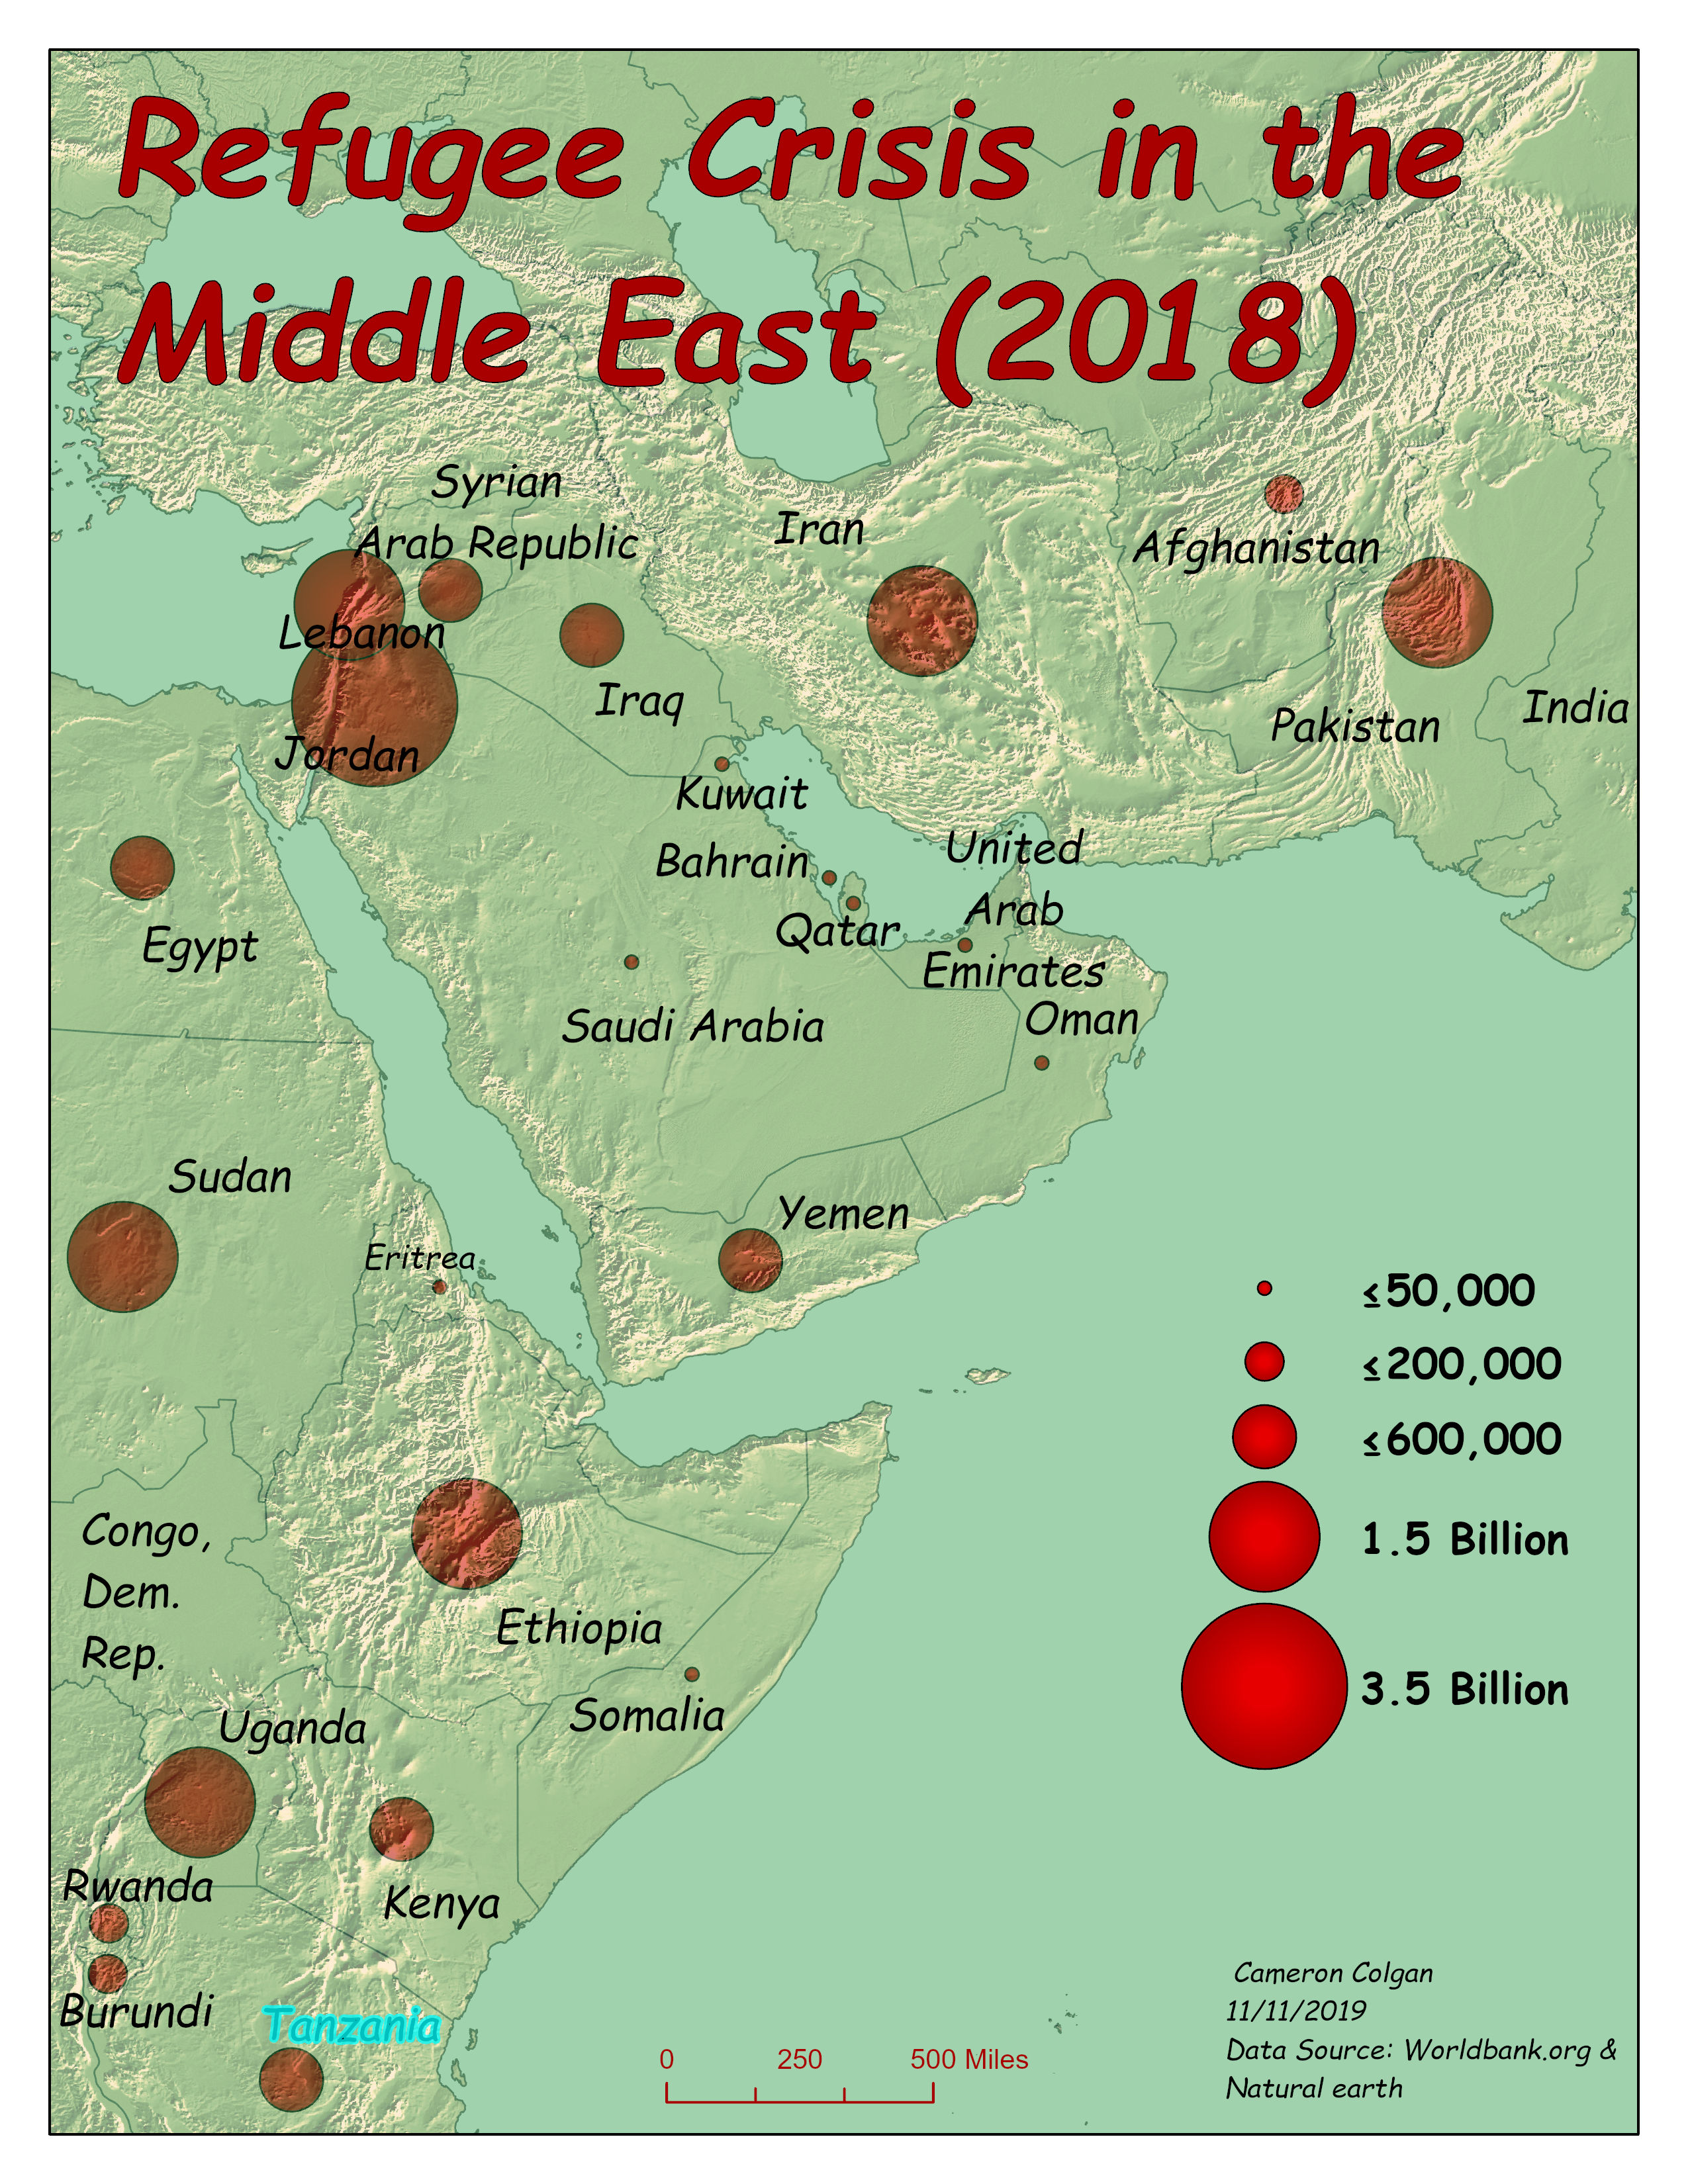 Refugee Crisis in the
Middle East (2018)
Syrian
Arab Republic
Iran
Afghanistan
Lebanon
Iraq
Pakistan
India
Jordan
Kuwait
Bahrain
United
Arab
Emirates
Qatar
Egypt
Saudi Arabia
Oman
Sudan
Yemen
Eritrea
≤50,000
≤200,000
≤600,000
1.5 Billion
3.5 Billion
Congo,
Dem.
Rep.
Ethiopia
Somalia
Uganda
Rwanda
Kenya
Burundi
Tanzania
0 250 500 Miles
Cameron Colgan
11/11/2019
Data Source: Worldbank.org &
Natural earth